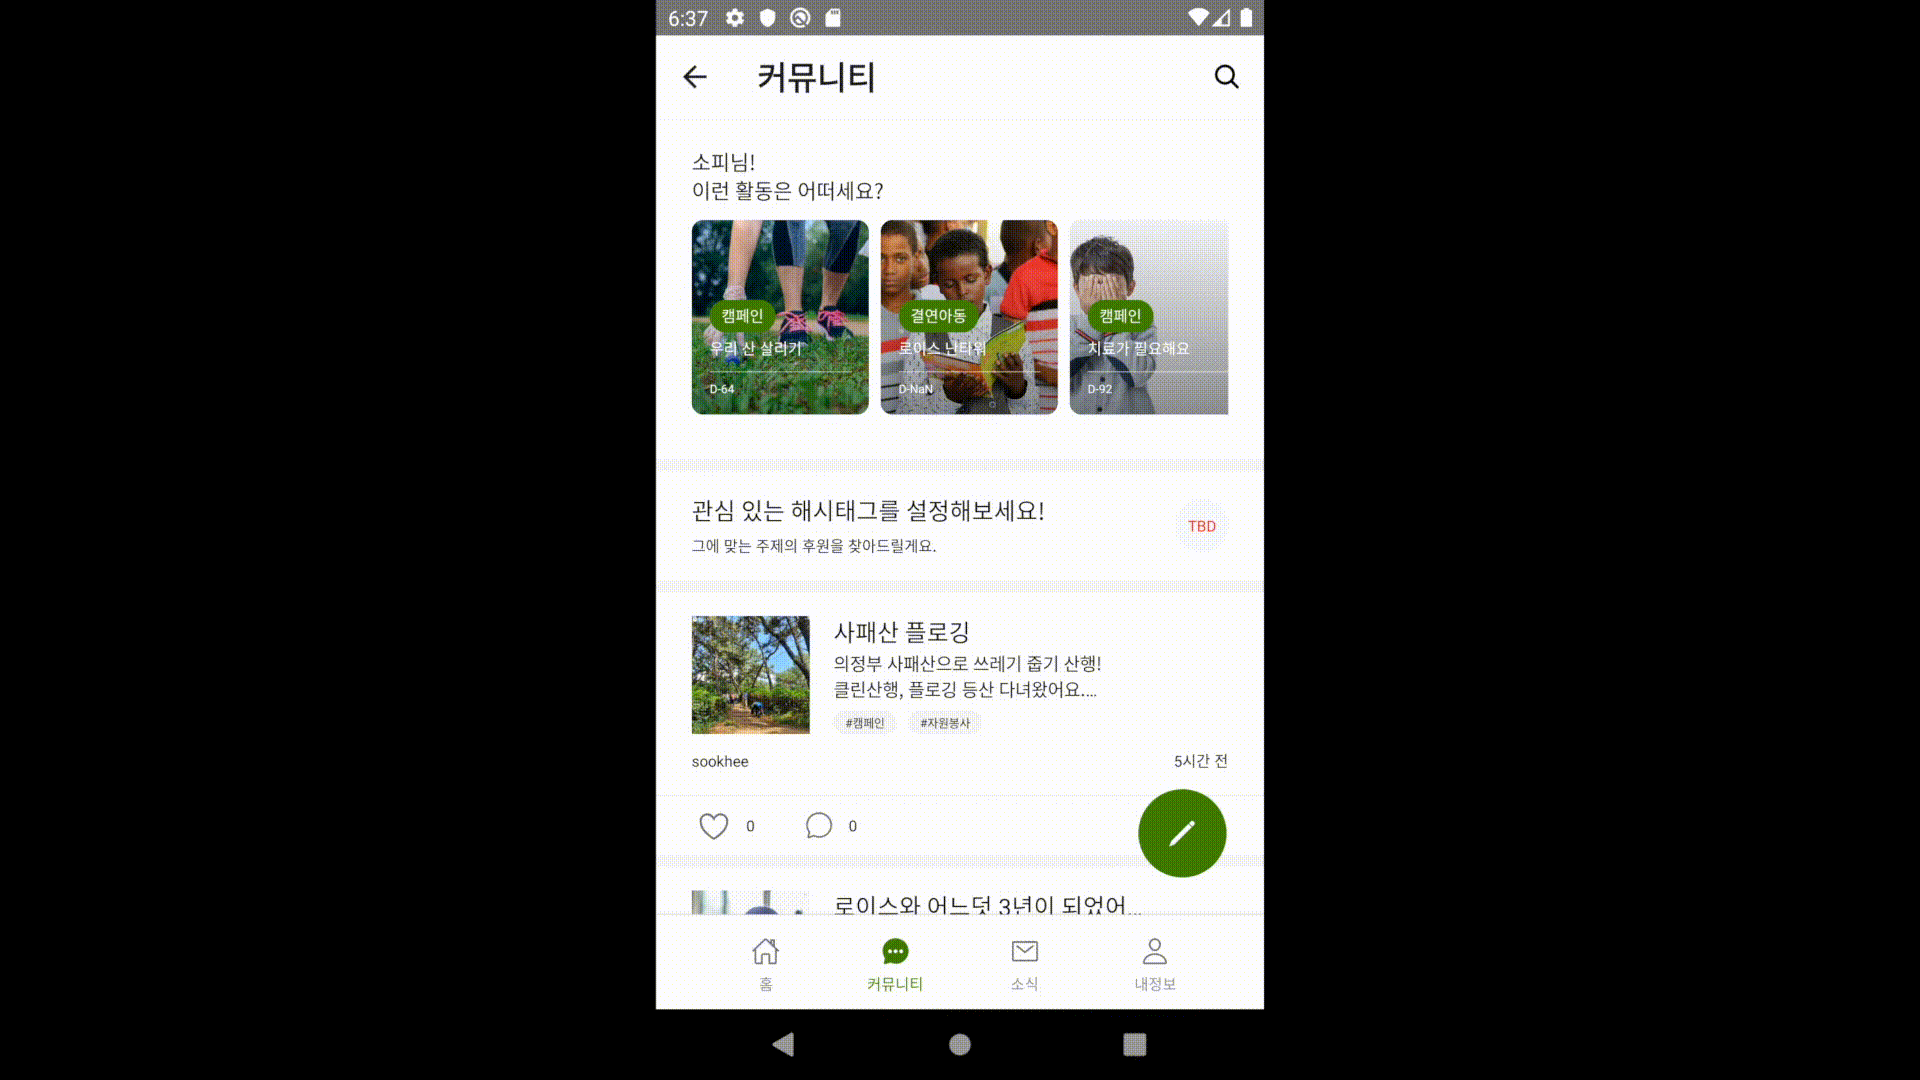 6:37
커뮤니티
소피님!
이런 활동은 어떠세요?
캠페인
우리 산 살리기
D-64
결연아동
로이스 난타워
D-NaN
캠페인
치료가 필요해요
D-92
관심 있는 해시태그를 설정해보세요!
그에 맞는 주제의 후원을 찾아드릴게요.
TBD
사패산 플로깅
의정부 사패산으로 쓰레기 줍기 산행!
클린산행, 플로깅 등산 다녀왔어요....
#캠페인 #자원봉사
sookhee 5시간 전
0 0
로이스와 어느덧 3년이 되었어...
홈 커뮤니티 소식 내정보